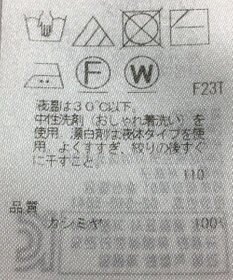 F
W
F23T
液温は30℃以下。
中性洗剤(おしゃれ着洗い)を
使用。漂白剤は液体タイプを使
用。よくすすぎ、絞りの後すぐ
に干すこと。
110
品質
カシミヤ 100%